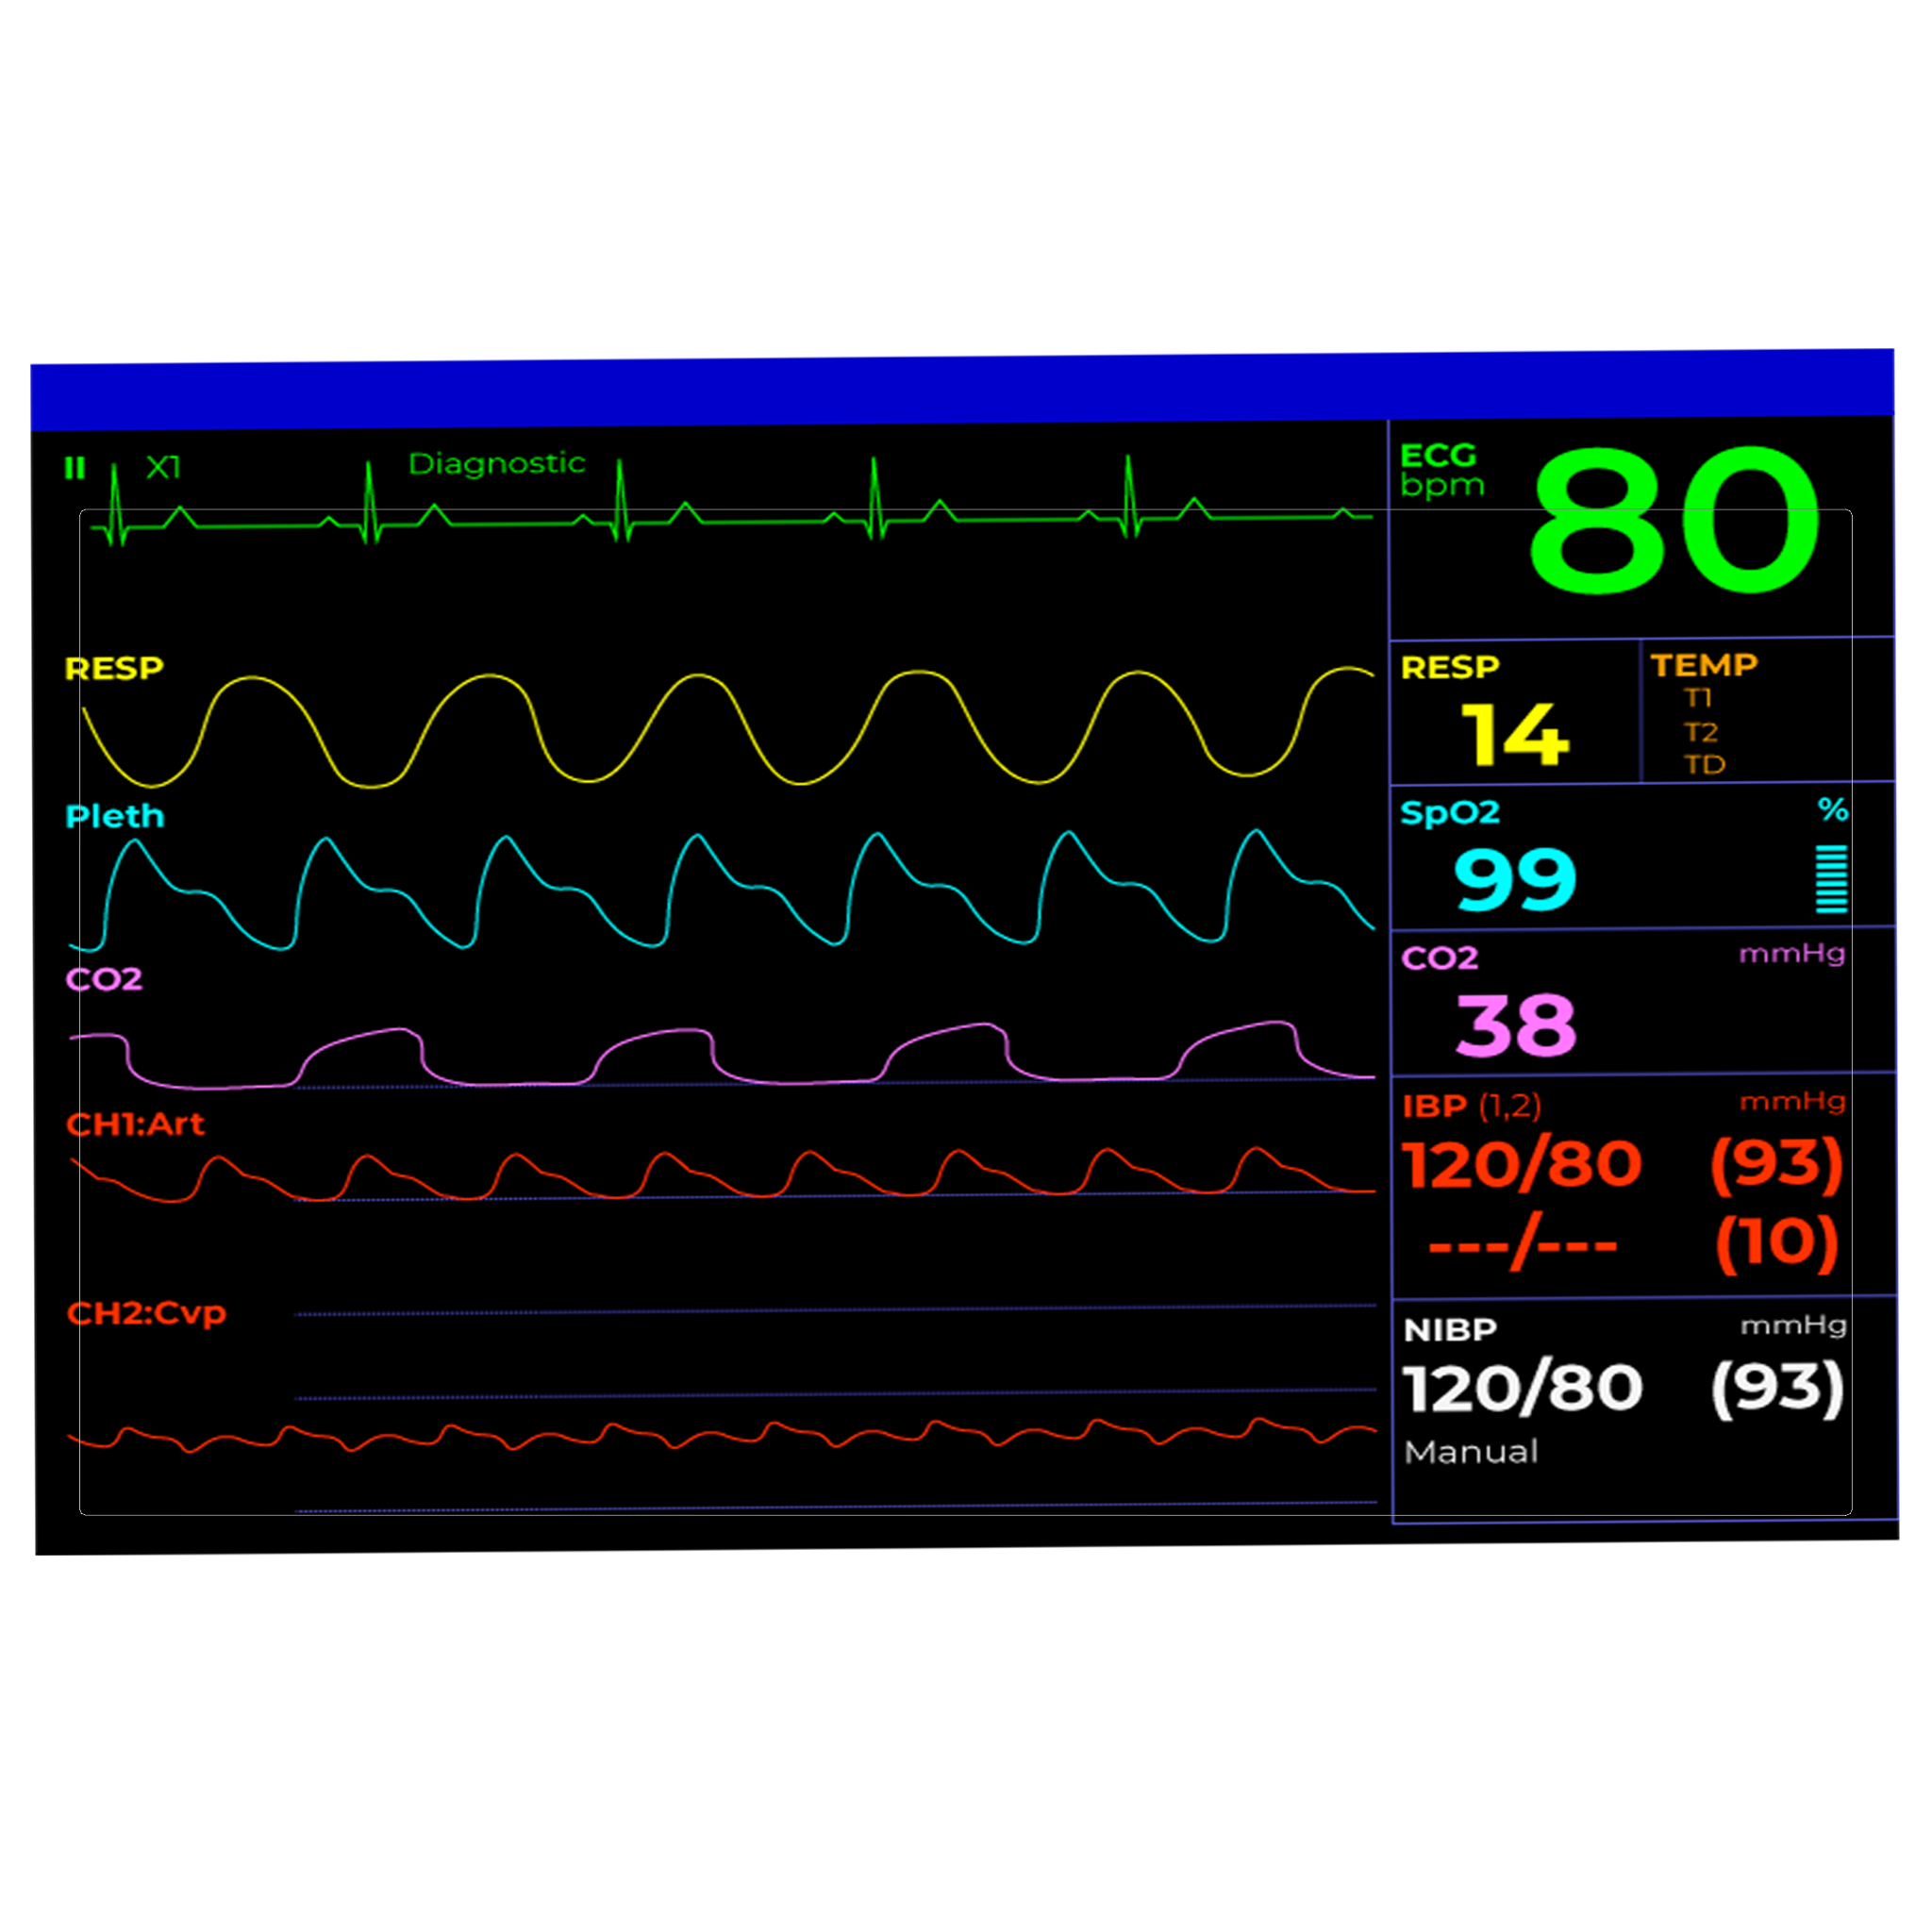 II X1 Diagnostic
RESP
Pleth
CO2
CH1:Art
CH2:Cvp
ECG
bpm
80
RESP
14
TEMP
T1
T2
TD
SpO2 %
99
CO2 mmHg
38
IBP (1,2) mmHg
120/80 (93)
---/--- (10)
NIBP mmHg
120/80 (93)
Manual